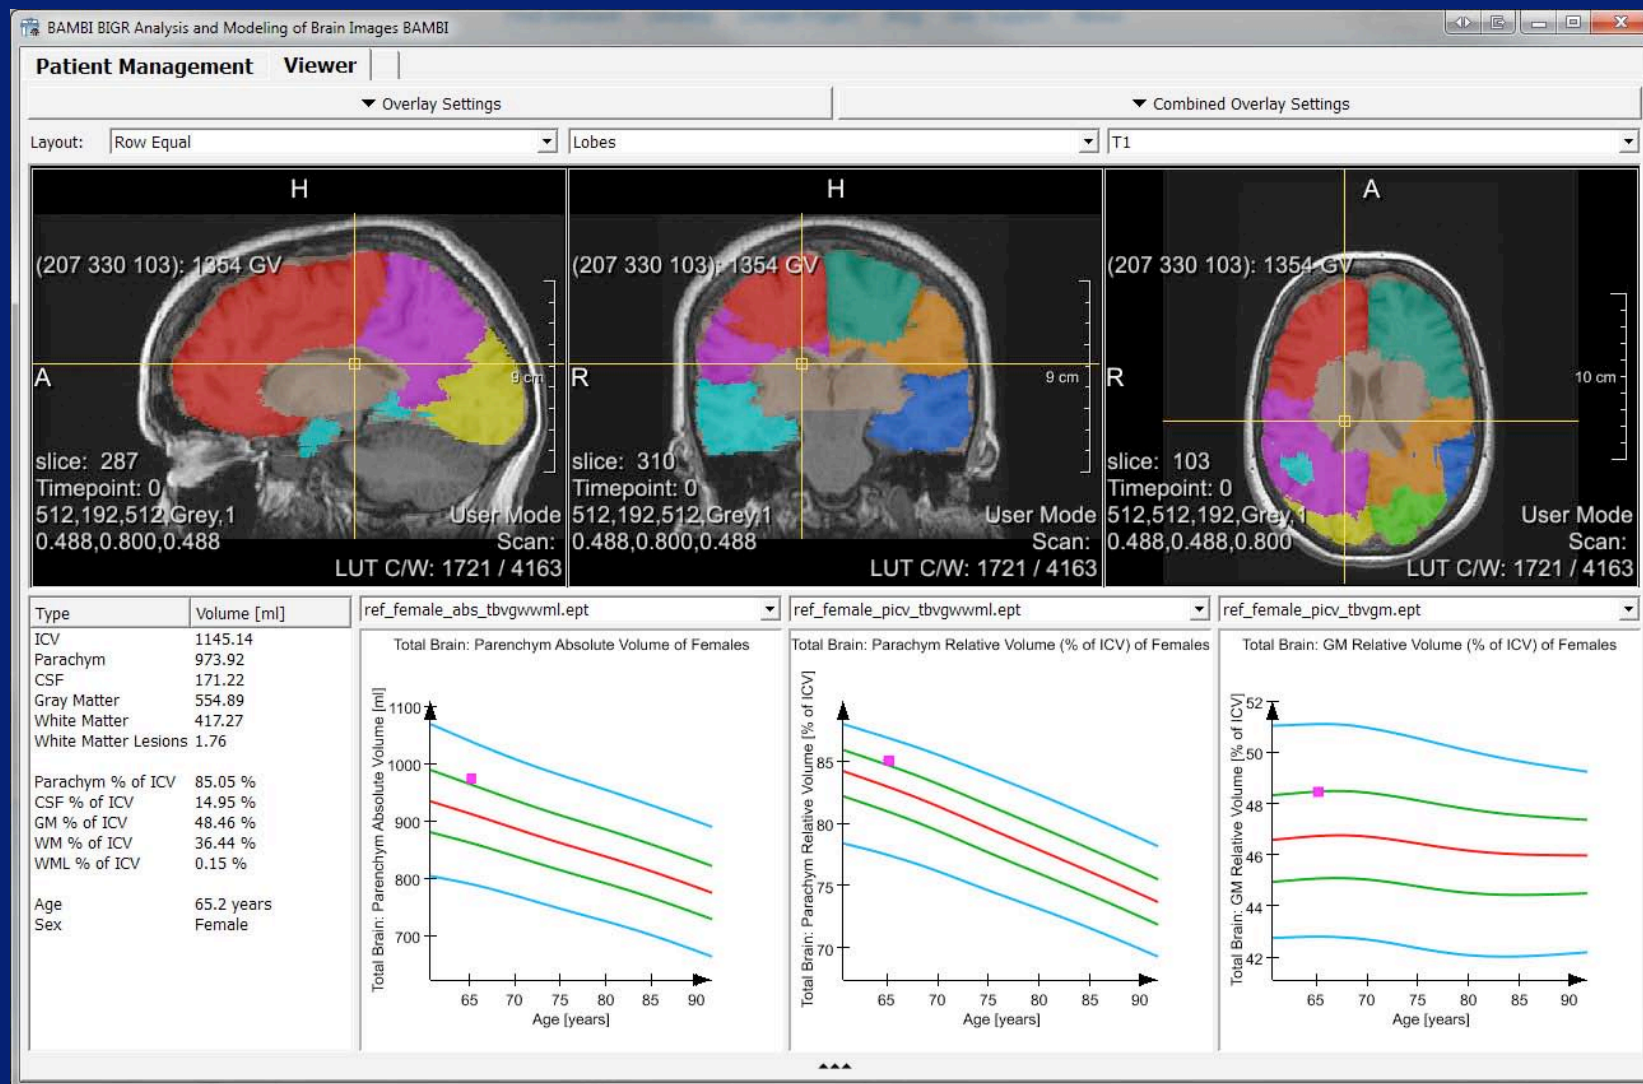 BAMBI BIGR Analysis and Modeling of Brain Images BAMBI
Patient Management Viewer
Overlay Settings Combined Overlay Settings
Layout: Row Equal Lobes T1
H
(207 330 103): 1354 GV
A
9 cm
slice: 287
Timepoint: 0
512,192,512,Grey,1 User Mode
0.488,0.800,0.488 Scan:
LUT C/W: 1721 / 4163
H
(207 330 103): 1354 GV
R
9 cm
slice: 310
Timepoint: 0
512,192,512,Grey,1 User Mode
0.488,0.800,0.488 Scan:
LUT C/W: 1721 / 4163
A
(207 330 103): 1354 GV
R
10 cm
slice: 103
Timepoint: 0
512,512,192,Grey,1 User Mode
0.488,0.488,0.800 Scan:
LUT C/W: 1721 / 4163
Type Volume [ml]
ICV 1145.14
Parachym 973.92
CSF 171.22
Gray Matter 554.89
White Matter 417.27
White Matter Lesions 1.76
Parachym % of ICV 85.05 %
CSF % of ICV 14.95 %
GM % of ICV 48.46 %
WM % of ICV 36.44 %
WML % of ICV 0.15 %
Age 65.2 years
Sex Female
ref_female_abs_tbvgwwml.ept
Total Brain: Parenchym Absolute Volume of Females
Total Brain: Parenchym Absolute Volume [ml]
1100
1000
900
800
700
65 70 75 80 85 90
Age [years]
ref_female_picv_tbvgwwml.ept
Total Brain: Parachym Relative Volume (% of ICV) of Females
Total Brain: Parachym Relative Volume [% of ICV]
85
80
75
70
65 70 75 80 85 90
Age [years]
ref_female_picv_tbvgm.ept
Total Brain: GM Relative Volume (% of ICV) of Females
Total Brain: GM Relative Volume [% of ICV]
52
50
48
46
44
42
65 70 75 80 85 90
Age [years]